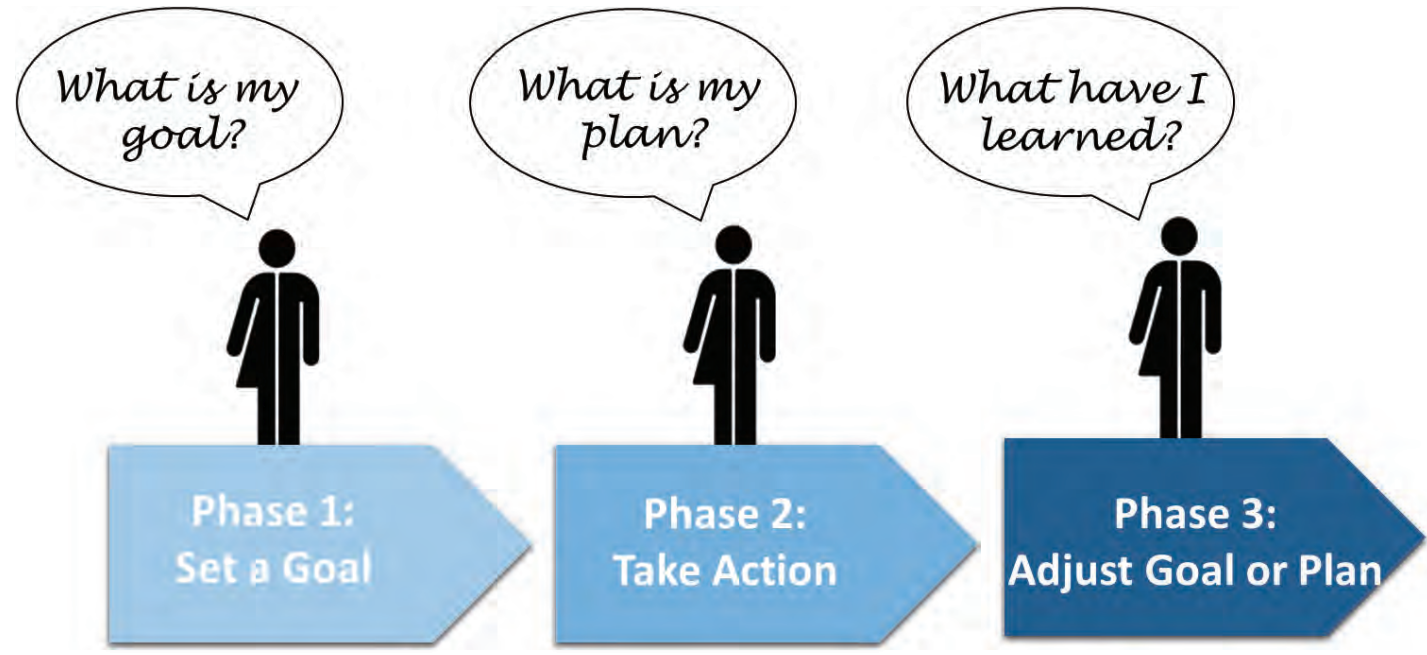 What is my
goal?
What is my
plan?
What have I
learned?
Phase 1:
Set a Goal
Phase 2:
Take Action
Phase 3:
Adjust Goal or Plan